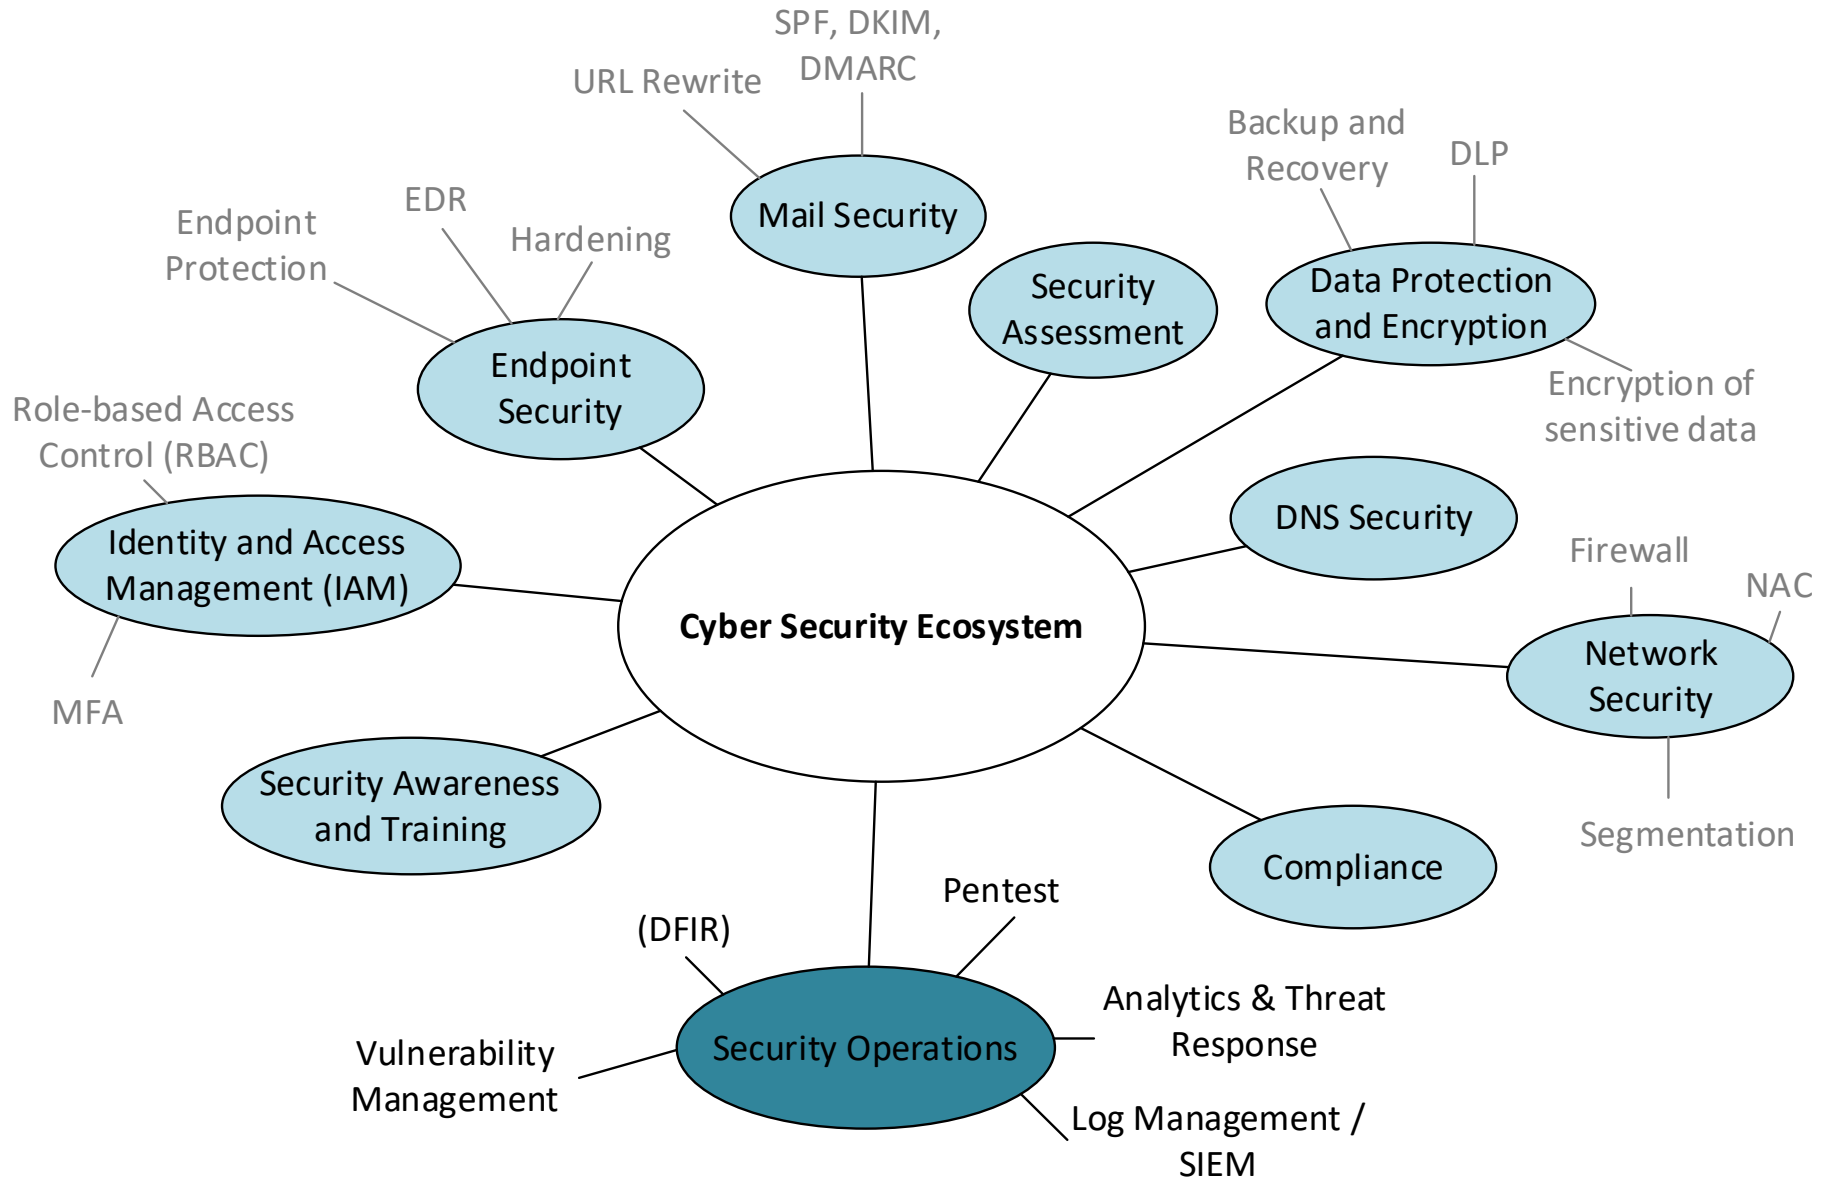 SPF, DKIM,
DMARC
URL Rewrite
Backup and
Recovery
DLP
EDR
Endpoint
Protection
Hardening
Mail Security
Security
Assessment
Data Protection
and Encryption
Endpoint
Security
Encryption of
sensitive data
Role-based Access
Control (RBAC)
DNS Security
Identity and Access
Management (IAM)
Firewall
NAC
Cyber Security Ecosystem
Network
Security
MFA
Security Awareness
and Training
Segmentation
Compliance
Pentest
(DFIR)
Analytics & Threat
Response
Security Operations
Vulnerability
Management
Log Management /
SIEM